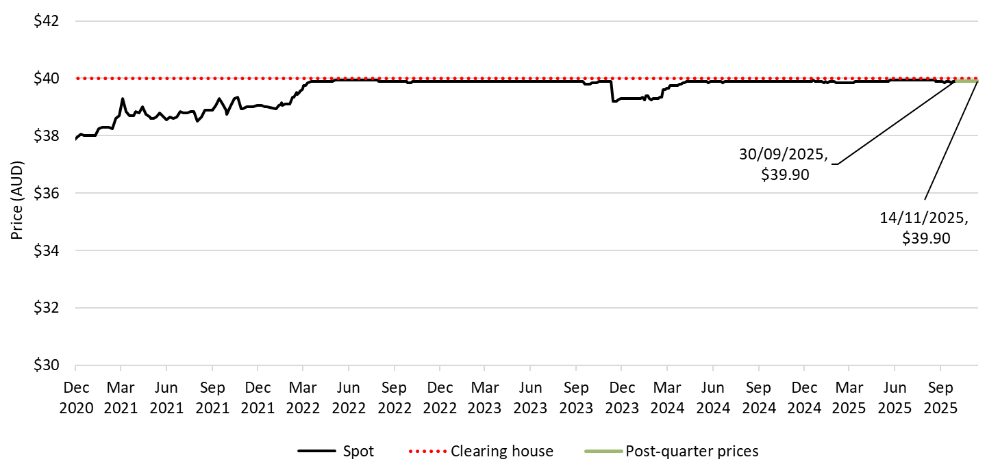 $42
$40
$38
$36
$34
$32
$30
Price (AUD)
30/09/2025,
$39.90
14/11/2025,
$39.90
Dec Mar Jun Sep Dec Mar Jun Sep Dec Mar Jun Sep Dec Mar Jun Sep Dec Mar Jun Sep
2020 2021 2021 2021 2021 2022 2022 2022 2022 2023 2023 2023 2023 2024 2024 2024 2024 2025 2025 2025
Spot Clearing house Post-quarter prices